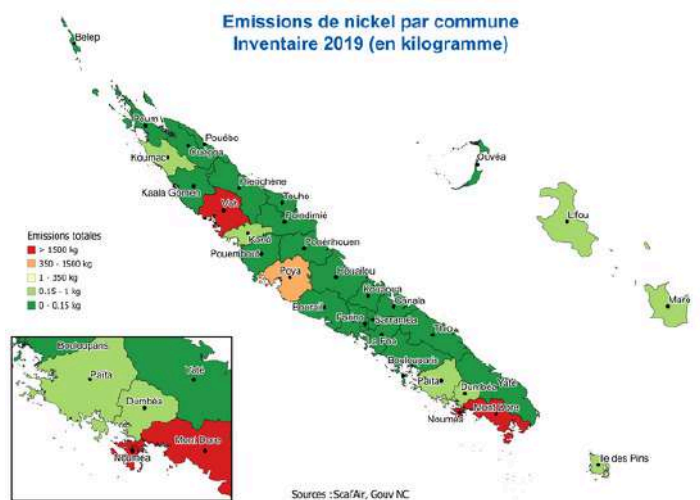 Emissions de nickel par commune
Inventaire 2019 (en kilogramme)
Belep
Poum
Pouébo
Ouégoa
Koumac
Ouvéa
Hienghène
Kaala Gomen
Touho
Voh
Lifou
Poindimié
Koné
Ponérihouen
Pouembout
Poya
Houaïlou
Kouaoua
Canala
Maré
Bourail
Farino
Sarraméa
Thio
La Foa
Boulouparis
Païta
Dumbéa
Yaté
Nouméa
Mont Dore
Ile des Pins
Emissions totales
> 1500 kg
350 - 1500 kg
1 - 350 kg
0.15 - 1 kg
0 - 0.15 kg
Boulouparis
Païta
Yaté
Dumbéa
Mont Dore
Nouméa
Sources : Scal'Air, Gouv NC